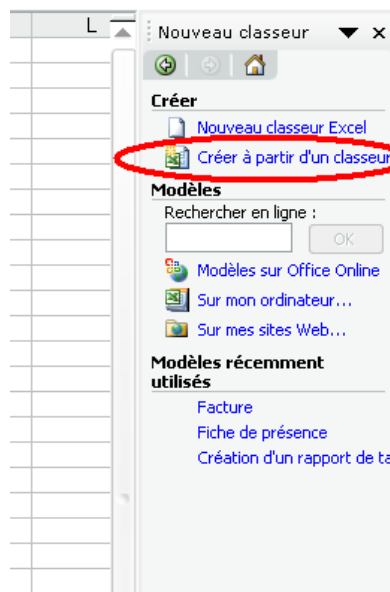 L
Nouveau classeur
Créer
Nouveau classeur Excel
Créer à partir d'un classeur
Modèles
Rechercher en ligne :
OK
Modèles sur Office Online
Sur mon ordinateur...
Sur mes sites Web...
Modèles récemment
utilisés
Facture
Fiche de présence
Création d'un rapport de ta